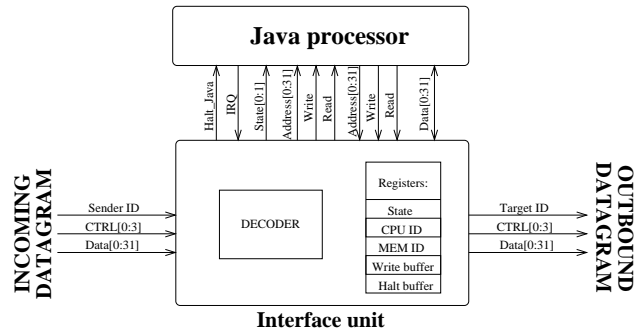 Java processor
Halt_Java
IRQ
State[0:1]
Address[0:31]
Write
Read
Address[0:31]
Write
Read
Data[0:31]
INCOMING
DATAGRAM
Sender ID
CTRL[0:3]
Data[0:31]
DECODER
Registers:
State
CPU ID
MEM ID
Write buffer
Halt buffer
Target ID
CTRL[0:3]
Data[0:31]
OUTBOUND
DATAGRAM
Interface unit